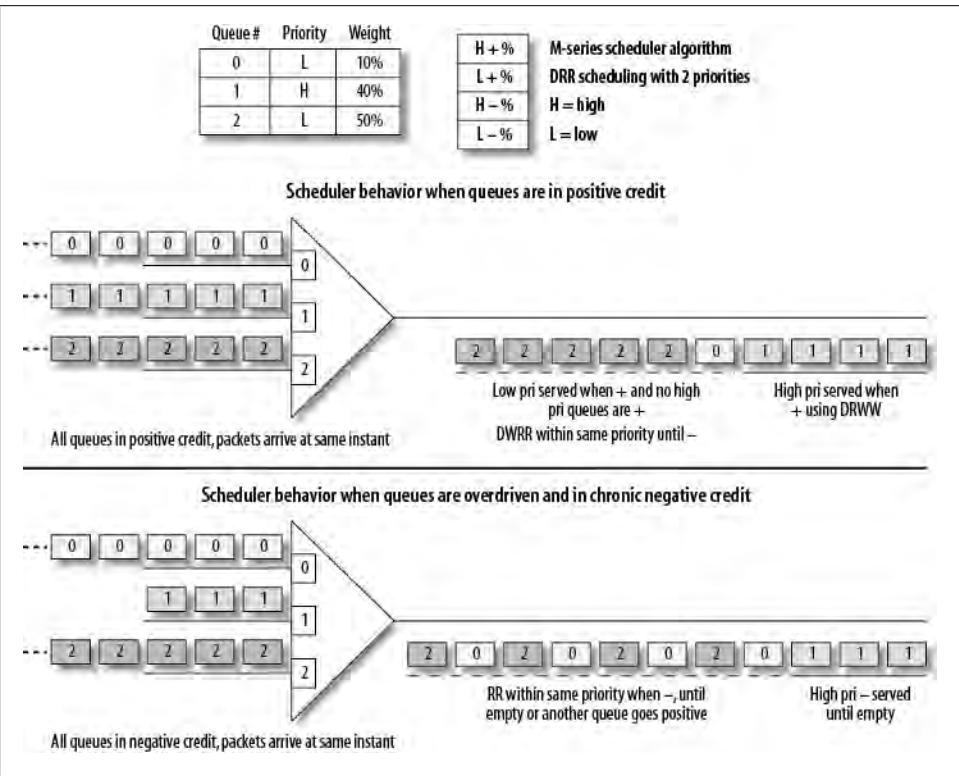 Queue # Priority Weight
0 L 10%
1 H 40%
2 L 50%
H + %
L + %
H – %
L – %
M-series scheduler algorithm
DRR scheduling with 2 priorities
H = high
L = low
Scheduler behavior when queues are in positive credit
0 0 0 0 0
0
1 1 1 1 1
1
2 2 2 2 2
2
2 2 2 2 2 0 1 1 1 1
Low pri served when + and no high
pri queues are +
DWRR within same priority until –
High pri served when
+ using DRWW
All queues in positive credit, packets arrive at same instant
Scheduler behavior when queues are overdriven and in chronic negative credit
0 0 0 0 0
0
1 1 1
1
2 2 2 2 2
2
2 0 2 0 2 0 2 0 1 1 1
RR within same priority when –, until
empty or another queue goes positive
High pri – served
until empty
All queues in negative credit, packets arrive at same instant